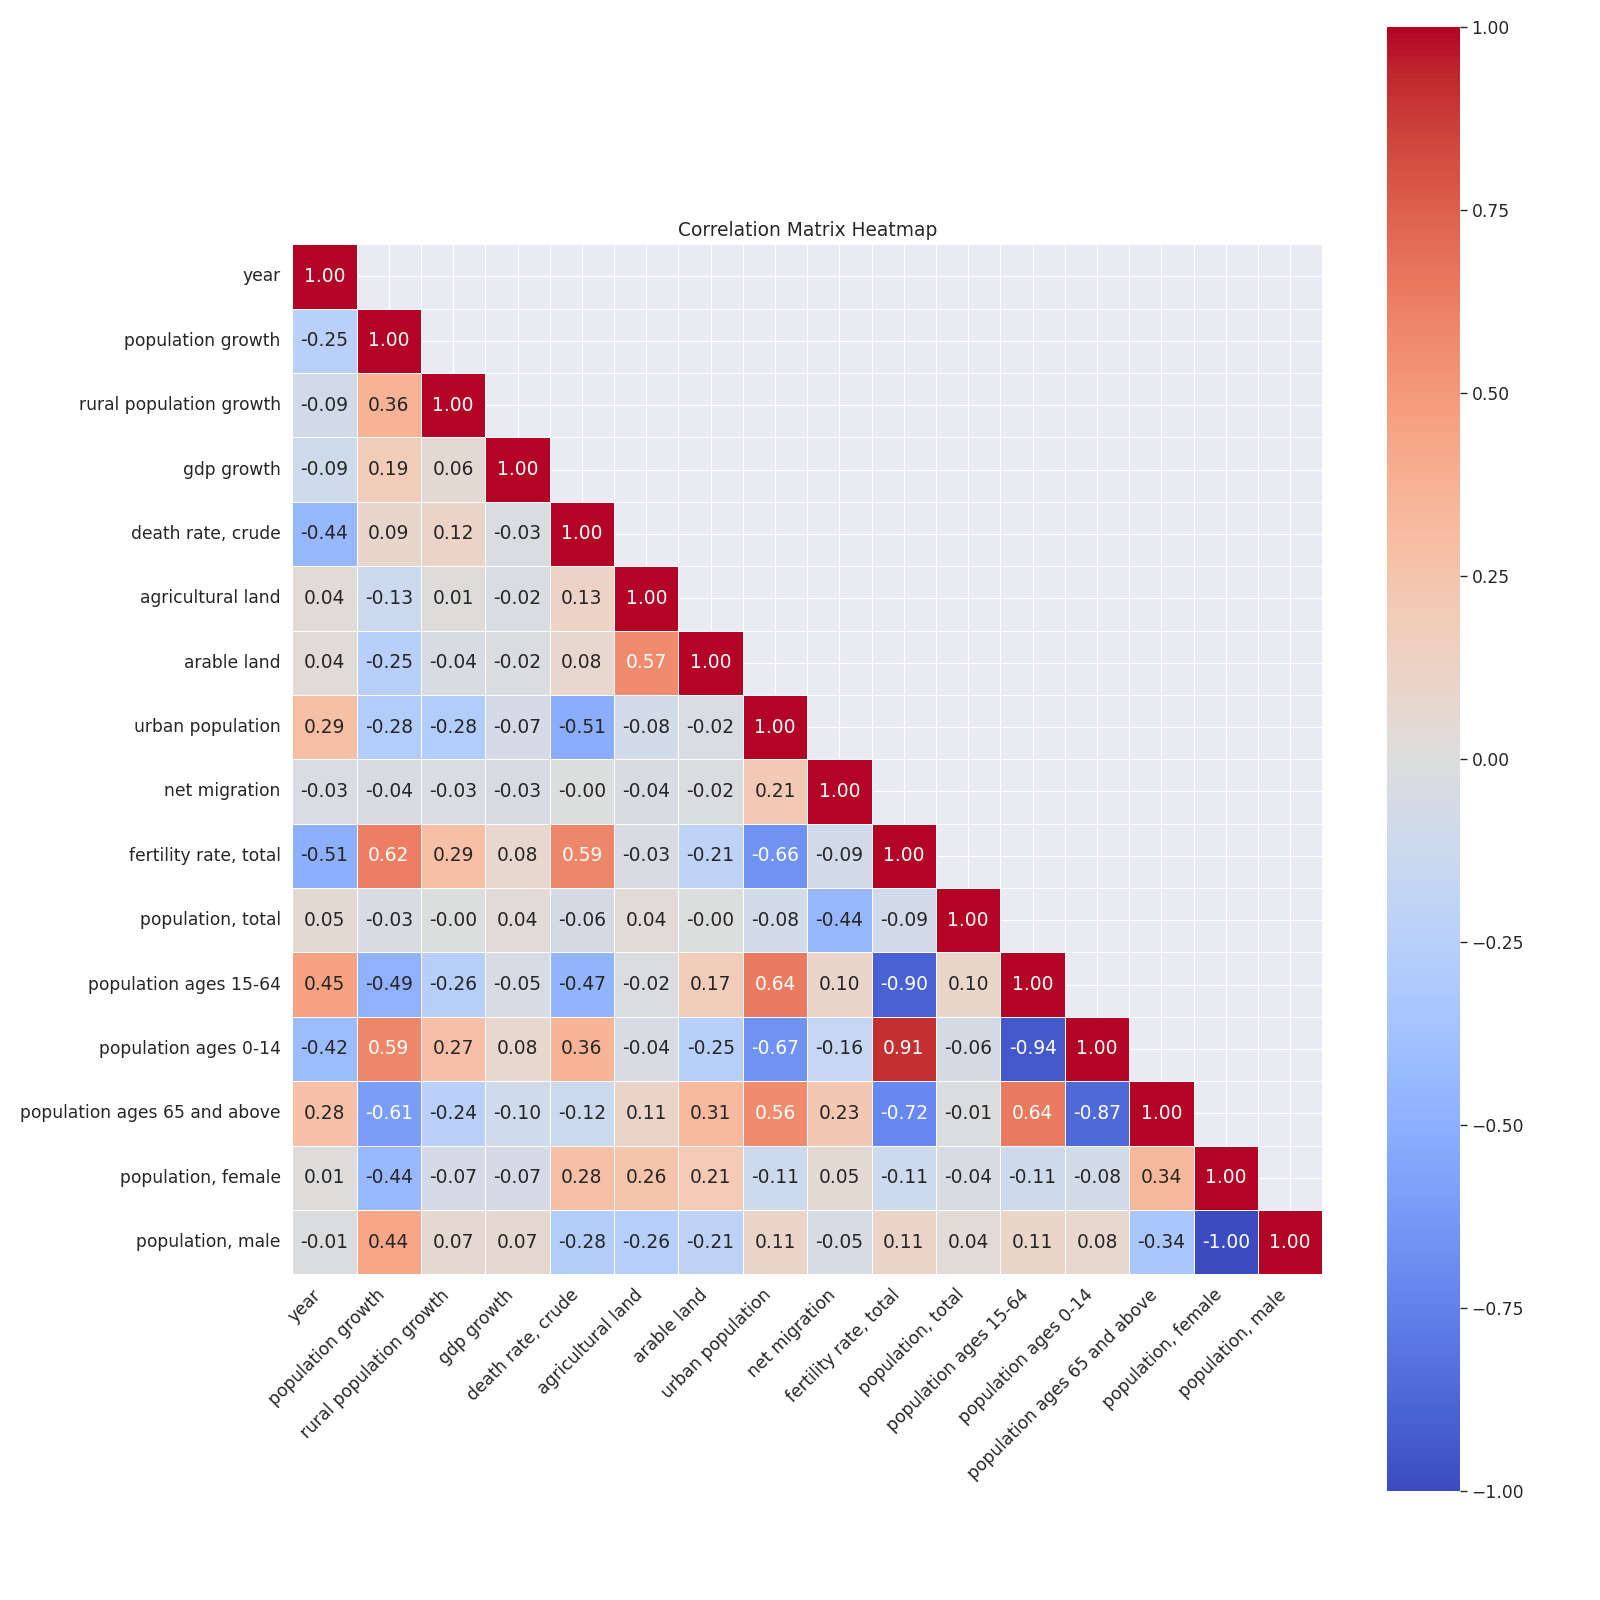 Correlation Matrix Heatmap
year 1.00
population growth -0.25 1.00
rural population growth -0.09 0.36 1.00
gdp growth -0.09 0.19 0.06 1.00
death rate, crude -0.44 0.09 0.12 -0.03 1.00
agricultural land 0.04 -0.13 0.01 -0.02 0.13 1.00
arable land 0.04 -0.25 -0.04 -0.02 0.08 0.57 1.00
urban population 0.29 -0.28 -0.28 -0.07 -0.51 -0.08 -0.02 1.00
net migration -0.03 -0.04 -0.03 -0.03 -0.00 -0.04 -0.02 0.21 1.00
fertility rate, total -0.51 0.62 0.29 0.08 0.59 -0.03 -0.21 -0.66 -0.09 1.00
population, total 0.05 -0.03 -0.00 0.04 -0.06 0.04 -0.00 -0.08 -0.44 -0.09 1.00
population ages 15-64 0.45 -0.49 -0.26 -0.05 -0.47 -0.02 0.17 0.64 0.10 -0.90 0.10 1.00
population ages 0-14 -0.42 0.59 0.27 0.08 0.36 -0.04 -0.25 -0.67 -0.16 0.91 -0.06 -0.94 1.00
population ages 65 and above 0.28 -0.61 -0.24 -0.10 -0.12 0.11 0.31 0.56 0.23 -0.72 -0.01 0.64 -0.87 1.00
population, female 0.01 -0.44 -0.07 -0.07 0.28 0.26 0.21 -0.11 0.05 -0.11 -0.04 -0.11 -0.08 0.34 1.00
population, male -0.01 0.44 0.07 0.07 -0.28 -0.26 -0.21 0.11 -0.05 0.11 0.04 0.11 0.08 -0.34 -1.00 1.00
year
population growth
rural population growth
gdp growth
death rate, crude
agricultural land
arable land
urban population
net migration
fertility rate, total
population, total
population ages 15-64
population ages 0-14
population ages 65 and above
population, female
population, male
1.00
0.75
0.50
0.25
0.00
−0.25
−0.50
−0.75
−1.00